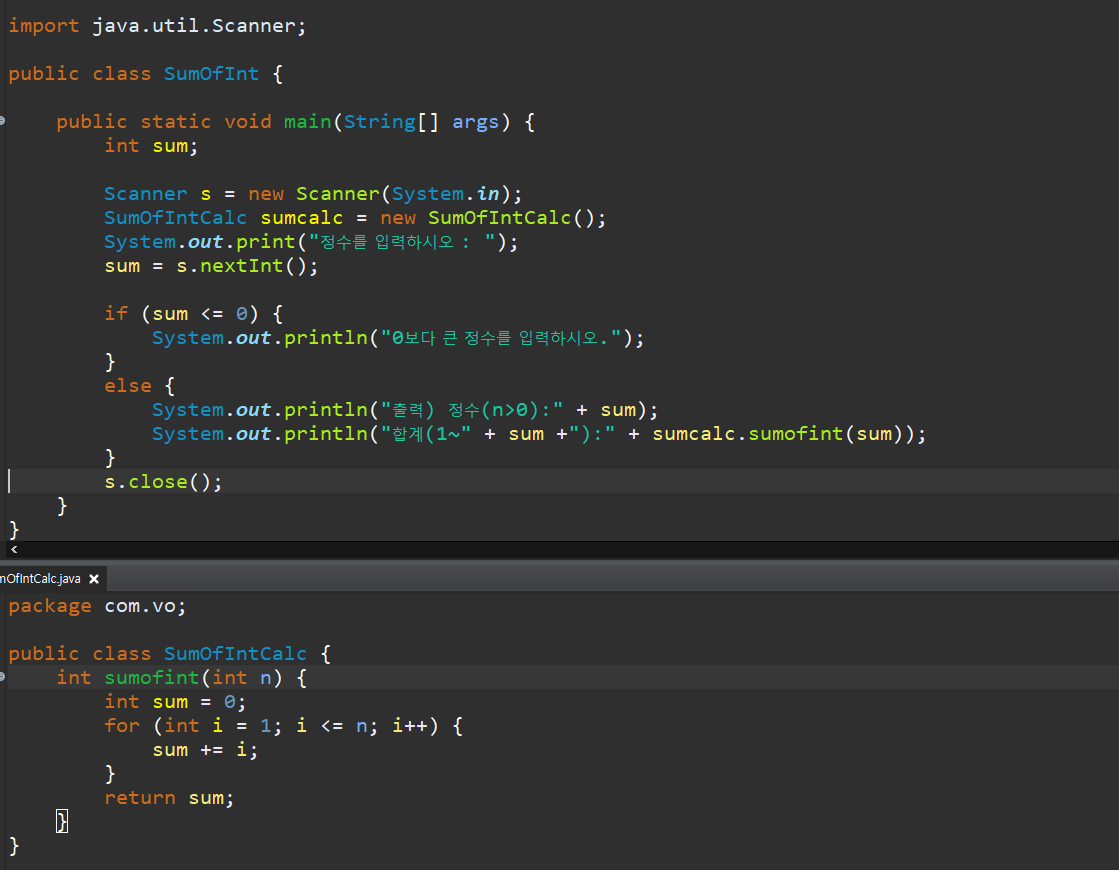 import java.util.Scanner;
public class SumOfInt {
public static void main(String[] args) {
int sum;
Scanner s = new Scanner(System.in);
SumOfIntCalc sumcalc = new SumOfIntCalc();
System.out.print("정수를 입력하시오 : ");
sum = s.nextInt();
if (sum <= 0) {
System.out.println("0보다 큰 정수를 입력하시오.");
}
else {
System.out.println("출력) 정수(n>0):" + sum);
System.out.println("합계(1~" + sum +"):" + sumcalc.sumofint(sum));
}
s.close();
}
}
mOfIntCalc.java
package com.vo;
public class SumOfIntCalc {
int sumofint(int n) {
int sum = 0;
for (int i = 1; i <= n; i++) {
sum += i;
}
return sum;
}
}